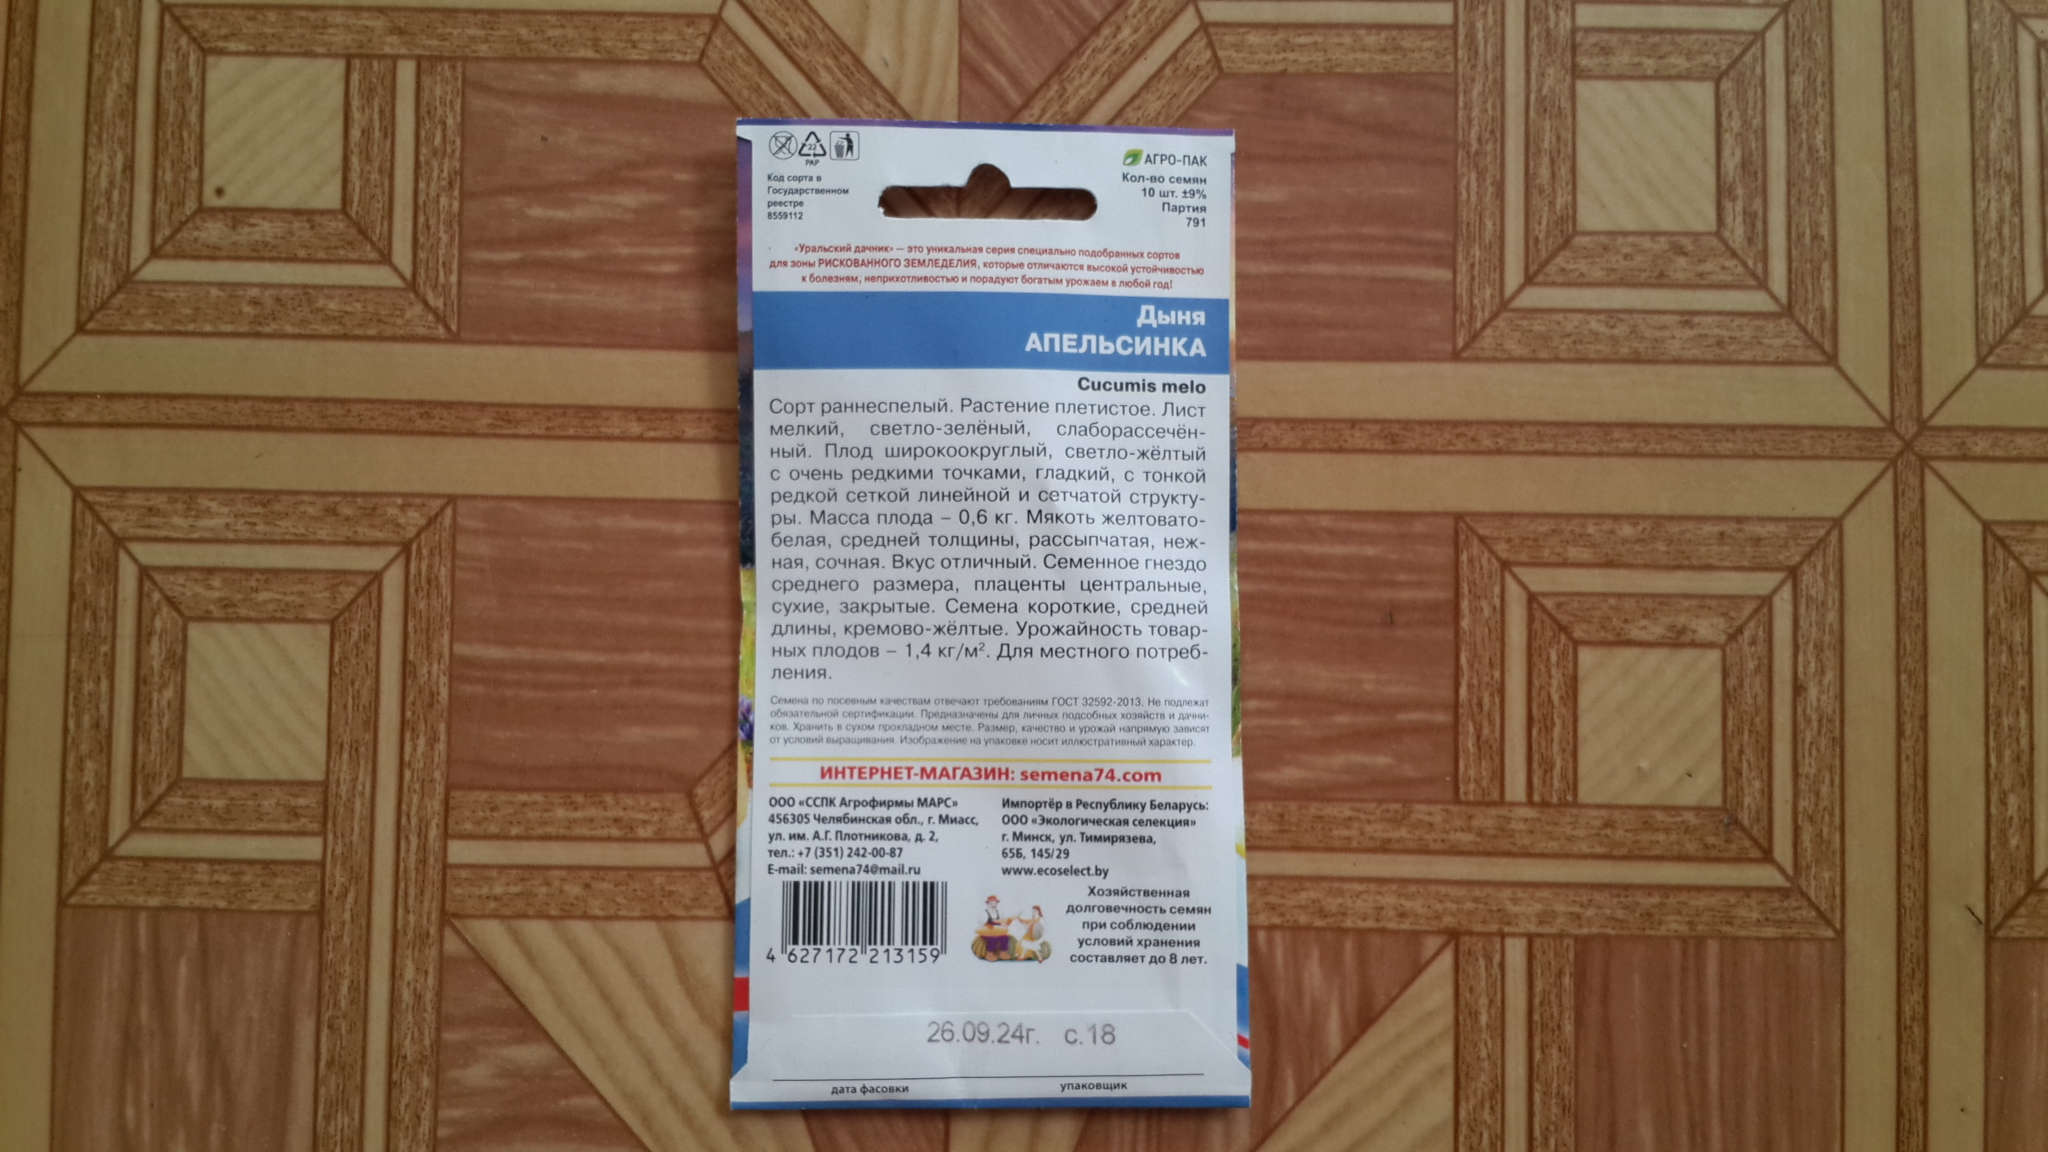 22
PAP
Код сорта в
Государственном
реестре
8559112
АГРО-ПАК
Кол-во семян
10 шт. ±9%
Партия
791
«Уральский дачник» — это уникальная серия специально подобранных сортов
для зоны РИСКОВАННОГО ЗЕМЛЕДЕЛИЯ, которые отличаются высокой устойчивостью
к болезням, неприхотливостью и порадуют богатым урожаем в любой год!
Дыня
АПЕЛЬСИНКА
Cucumis melo
Сорт раннеспелый. Растение плетистое. Лист
мелкий, светло-зелёный, слаборассечён-
ный. Плод широкоокруглый, светло-жёлтый
с очень редкими точками, гладкий, с тонкой
редкой сеткой линейной и сетчатой структу-
ры. Масса плода – 0,6 кг. Мякоть желтовато-
белая, средней толщины, рассыпчатая, неж-
ная, сочная. Вкус отличный. Семенное гнездо
среднего размера, плаценты центральные,
сухие, закрытые. Семена короткие, средней
длины, кремово-жёлтые. Урожайность товар-
ных плодов – 1,4 кг/м². Для местного потреб-
ления.
Семена по посевным качествам отвечают требованиям ГОСТ 32592-2013. Не подлежат
обязательной сертификации. Предназначены для личных подсобных хозяйств и дачни-
ков. Хранить в сухом прохладном месте. Размер, качество и урожай напрямую зависят
от условий выращивания. Изображение на упаковке носит иллюстративный характер.
ИНТЕРНЕТ-МАГАЗИН: semena74.com
ООО «ССПК Агрофирмы МАРС»
456305 Челябинская обл., г. Миасс,
ул. им. А.Г. Плотникова, д. 2,
тел.: +7 (351) 242-00-87
E-mail: semena74@mail.ru
Импортёр в Республику Беларусь:
ООО «Экологическая селекция»
г. Минск, ул. Тимирязева,
65Б, 145/29
www.ecoselect.by
4 627172 213159
Хозяйственная
долговечность семян
при соблюдении
условий хранения
составляет до 8 лет.
26.09.24г. с.18
дата фасовки упаковщик